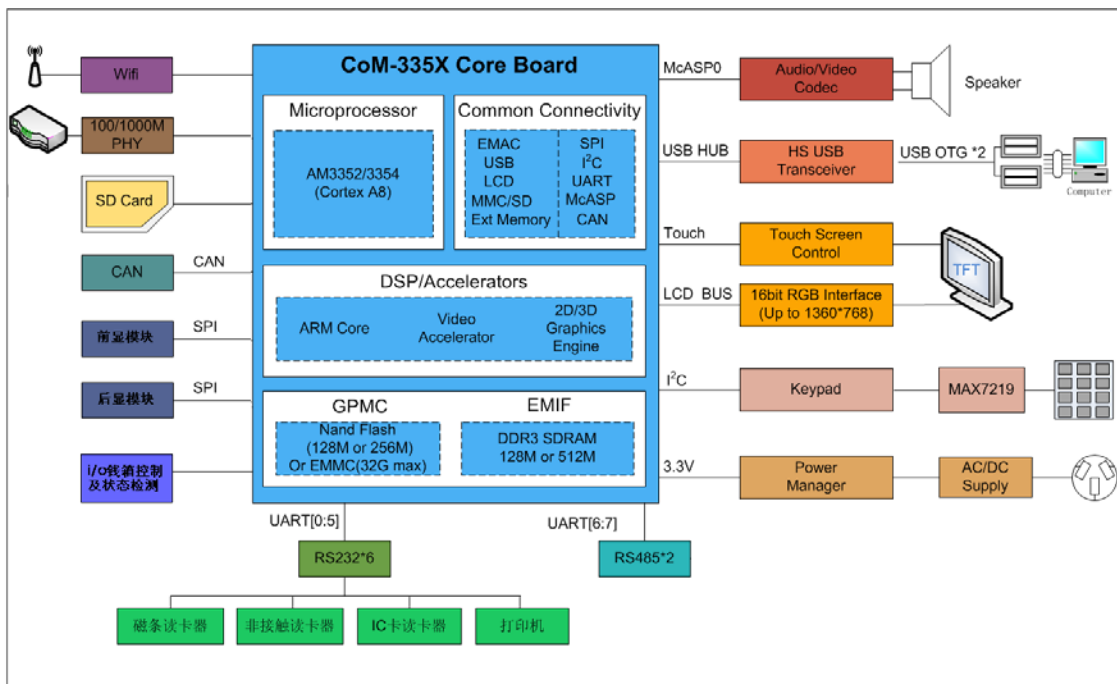 CoM-335X Core Board
Wifi
100/1000M
PHY
SD Card
CAN
CAN
前显模块
SPI
后显模块
SPI
i/o钱箱控制
及状态检测
Microprocessor
AM3352/3354
(Cortex A8)
Common Connectivity
EMAC
USB
LCD
MMC/SD
Ext Memory
SPI
I²C
UART
McASP
CAN
DSP/Accelerators
ARM Core
Video
Accelerator
2D/3D
Graphics
Engine
GPMC
Nand Flash
(128M or 256M)
Or EMMC(32G max)
EMIF
DDR3 SDRAM
128M or 512M
McASP0
Audio/Video
Codec
Speaker
USB HUB
HS USB
Transceiver
USB OTG *2
Computer
Touch
Touch Screen
Control
TFT
LCD BUS
16bit RGB Interface
(Up to 1360*768)
I²C
Keypad
MAX7219
3.3V
Power
Manager
AC/DC
Supply
UART[0:5]
UART[6:7]
RS232*6
RS485*2
磁条读卡器
非接触读卡器
IC卡读卡器
打印机